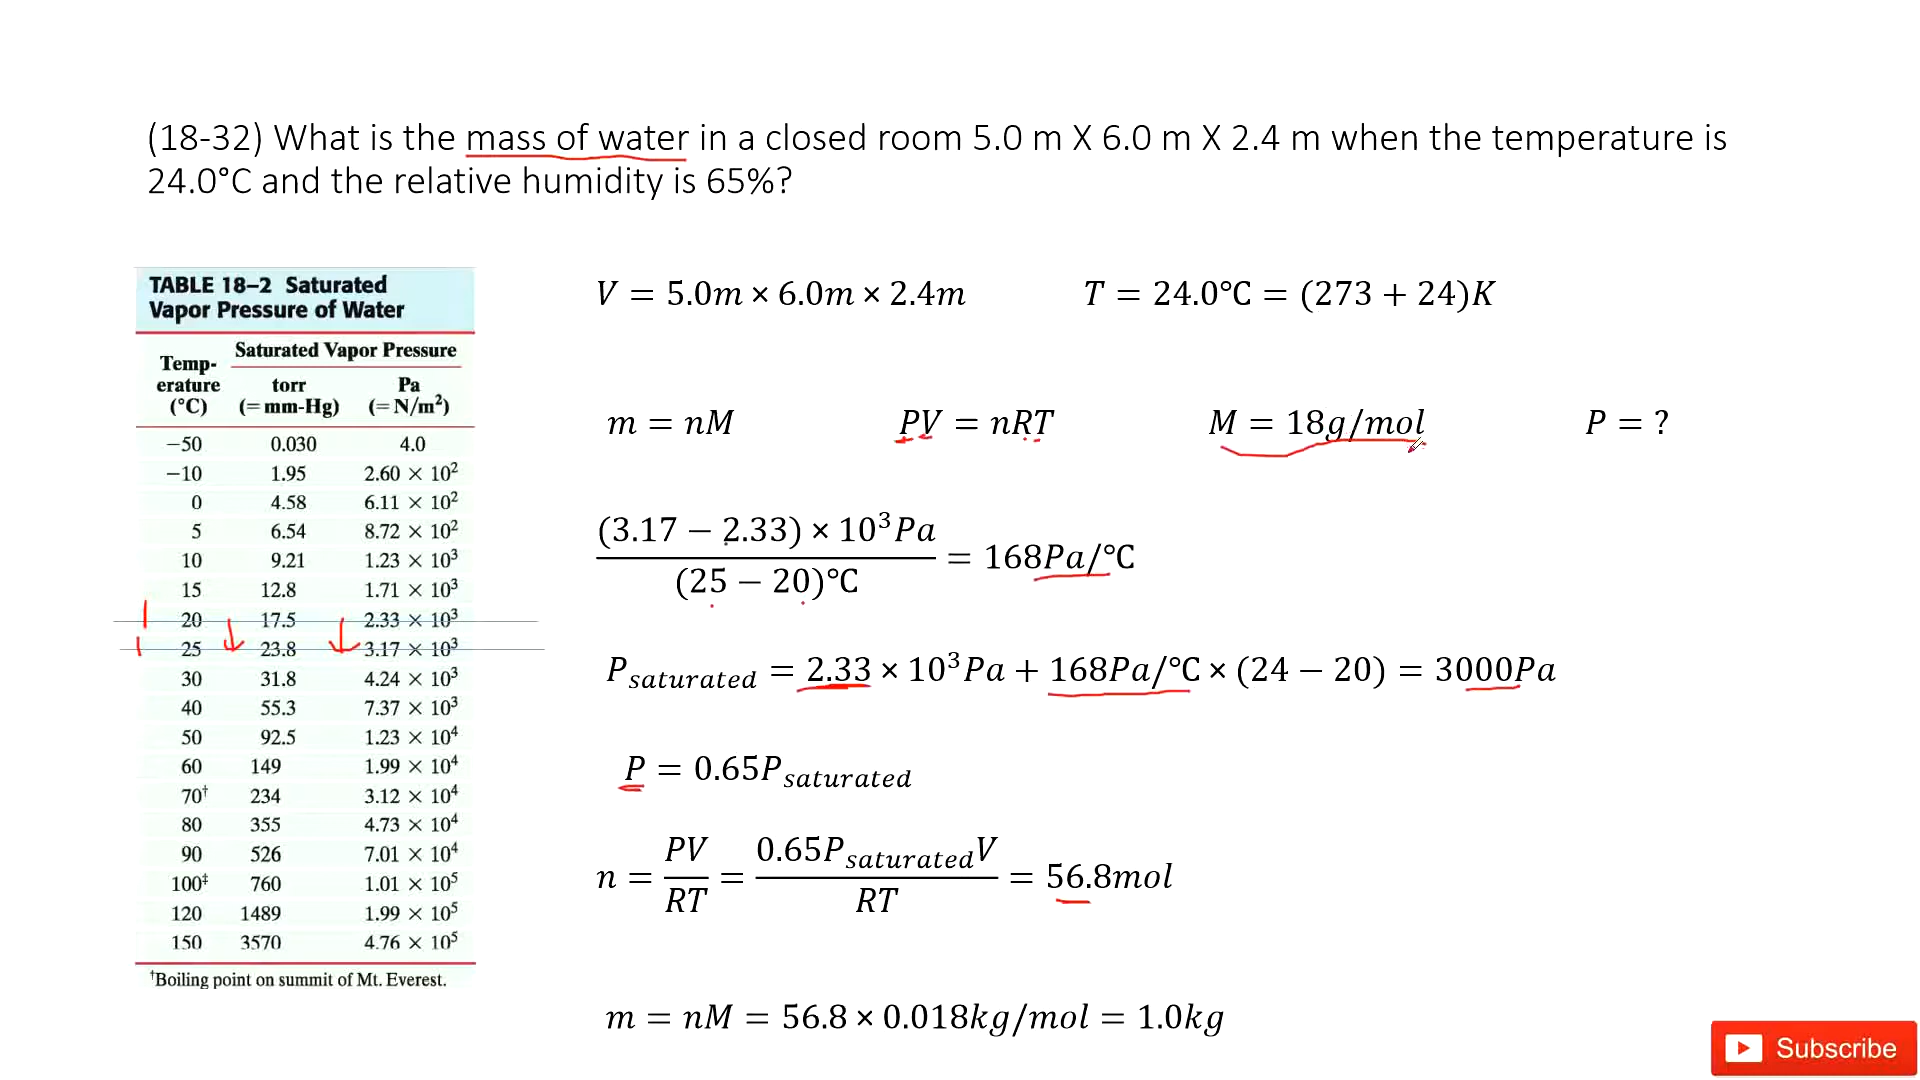 (18-32) What is the mass of water in a closed room 5.0 m X 6.0 m X 2.4 m when the temperature is
24.0°C and the relative humidity is 65%?
TABLE 18–2 Saturated
Vapor Pressure of Water
Saturated Vapor Pressure
Temp-
erature torr Pa
(°C) (= mm-Hg) (= N/m²)
−50 0.030 4.0
−10 1.95 2.60 × 10²
0 4.58 6.11 × 10²
5 6.54 8.72 × 10²
10 9.21 1.23 × 10³
15 12.8 1.71 × 10³
20 17.5 2.33 × 10³
25 23.8 3.17 × 10³
30 31.8 4.24 × 10³
40 55.3 7.37 × 10³
50 92.5 1.23 × 10⁴
60 149 1.99 × 10⁴
70† 234 3.12 × 10⁴
80 355 4.73 × 10⁴
90 526 7.01 × 10⁴
100‡ 760 1.01 × 10⁵
120 1489 1.99 × 10⁵
150 3570 4.76 × 10⁵
†Boiling point on summit of Mt. Everest.
V = 5.0m × 6.0m × 2.4m T = 24.0°C = (273 + 24)K
m = nM PV = nRT M = 18g/mol P = ?
(3.17 − 2.33) × 10³Pa
= 168Pa/°C
(25 − 20)°C
P saturated = 2.33 × 10³Pa + 168Pa/°C × (24 − 20) = 3000Pa
P = 0.65P saturated
PV 0.65P saturated V
n = = = 56.8mol
RT RT
m = nM = 56.8 × 0.018kg/mol = 1.0kg
Subscribe